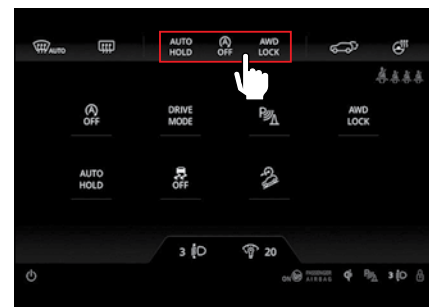 AUTO
AUTO HOLD
A OFF
AWD LOCK
A OFF
DRIVE MODE
P
AWD LOCK
AUTO HOLD
OFF
3
20
ON PASSENGER AIRBAG
P
3